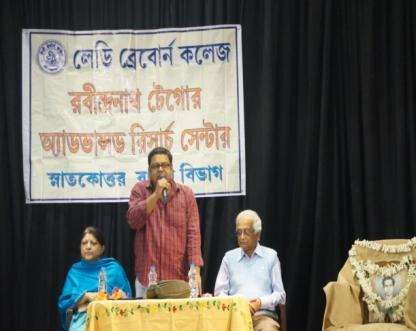 লেডি ব্রেবোর্ন কলেজ
রবীন্দ্রনাথ টেগোর
অ্যাডভান্সড রিসার্চ সেন্টার
স্নাতকোত্তর বিভাগ